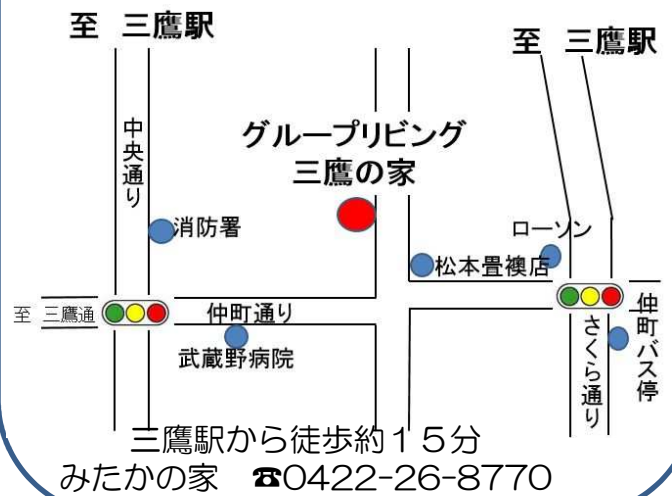 至 三鷹駅
至 三鷹駅
中央通り
グループリビング
三鷹の家
消防署
ローソン
松本畳襖店
至 三鷹通
仲町通り
仲町バス停
さくら通り
武蔵野病院
三鷹駅から徒歩約15分
みたかの家 ☎0422-26-8770